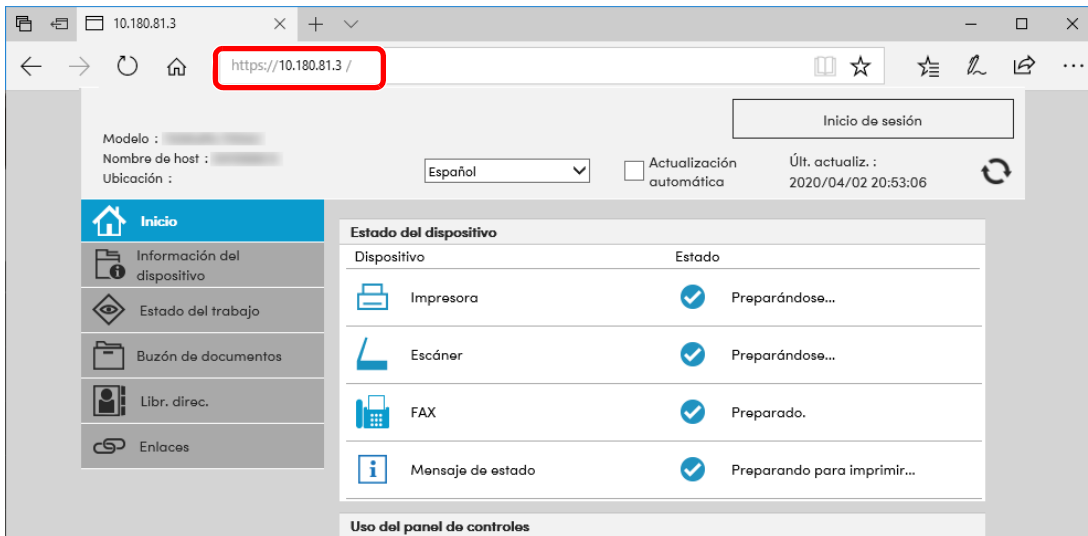 10.180.81.3
https://10.180.81.3 /
Inicio de sesión
Modelo :
Nombre de host :
Ubicación :
Español
Actualización
automática
Últ. actualiz. :
2020/04/02 20:53:06
Inicio
Información del
dispositivo
Estado del trabajo
Buzón de documentos
Libr. direc.
Enlaces
Estado del dispositivo
Dispositivo Estado
Impresora Preparándose...
Escáner Preparándose...
FAX Preparado.
Mensaje de estado Preparando para imprimir...
Uso del panel de controles